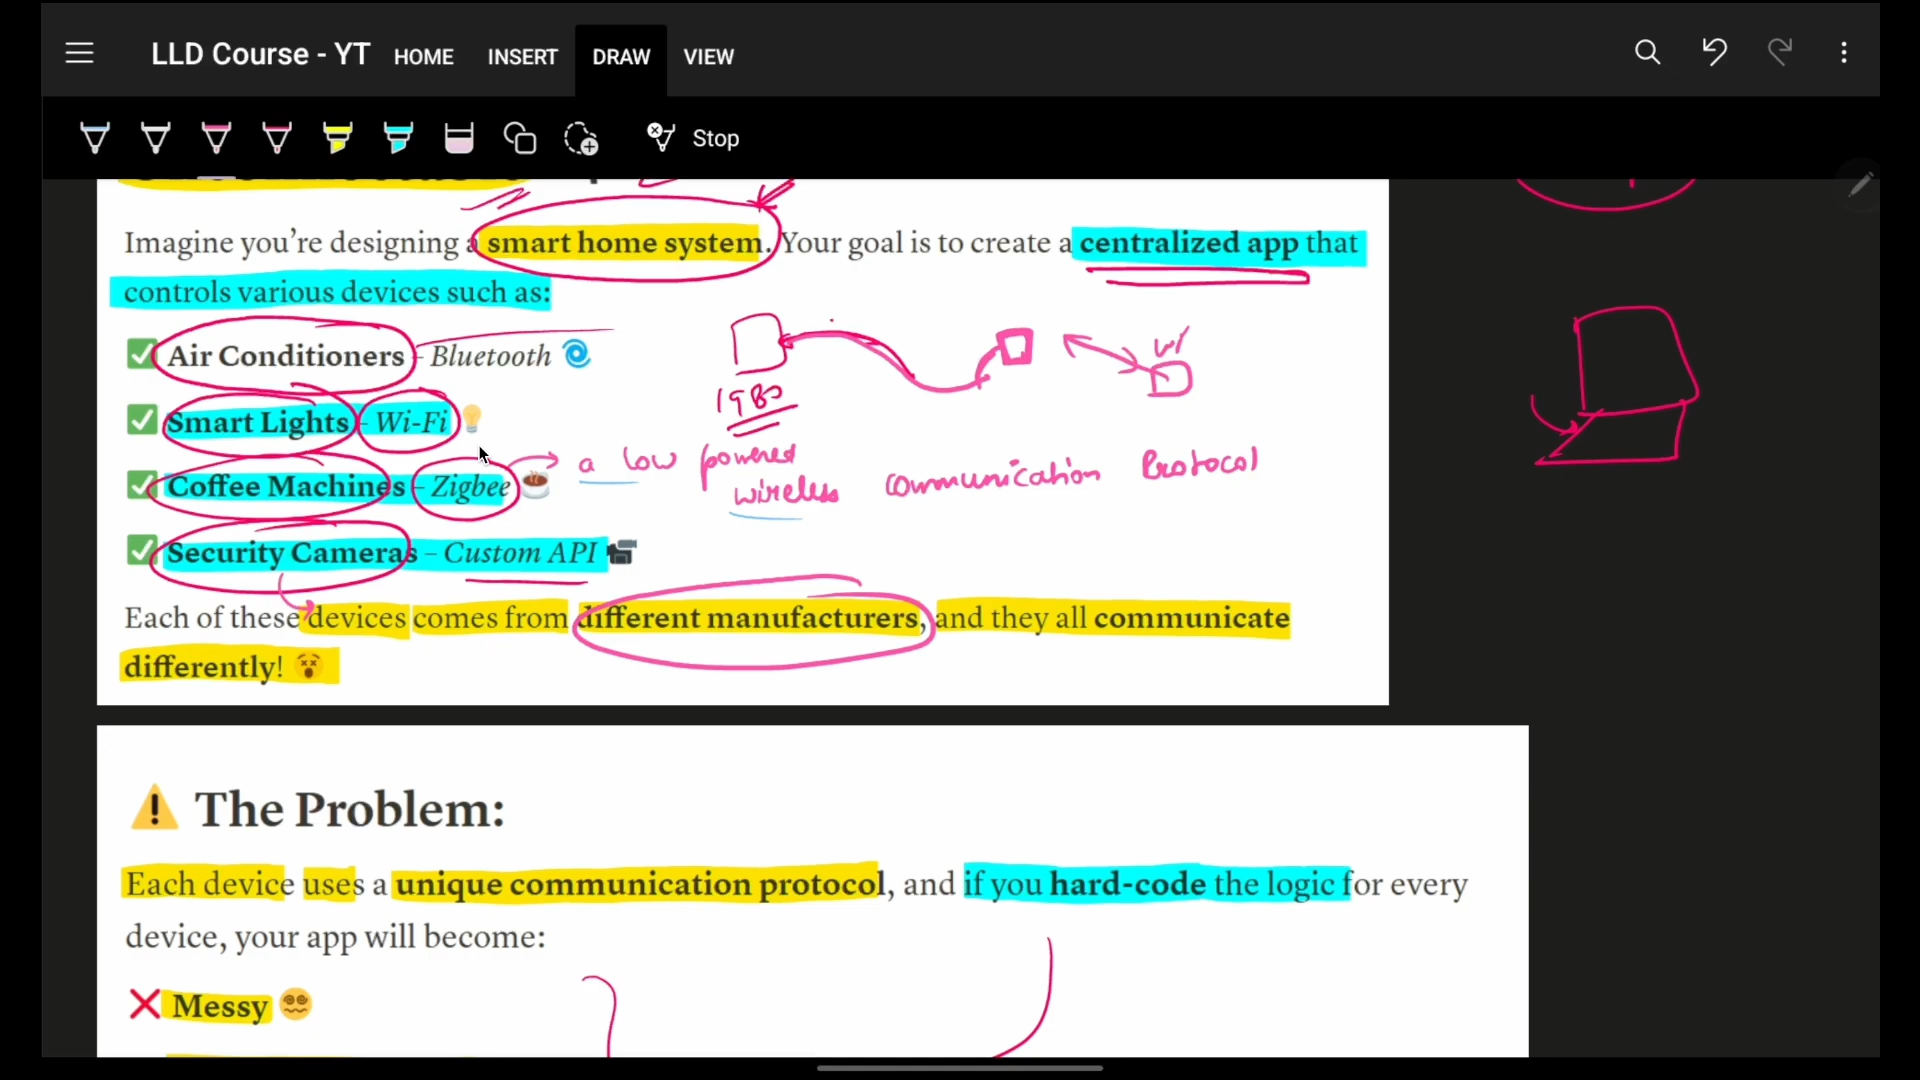 LLD Course - YT HOME INSERT DRAW VIEW
Stop
Imagine you're designing a smart home system. Your goal is to create a centralized app that
controls various devices such as:
✅ Air Conditioners – Bluetooth 🌀
1980
✅ Smart Lights – Wi-Fi 💡
✅ Coffee Machines – Zigbee ☕ a low powered
wireless communication Protocol
✅ Security Cameras – Custom API 📹
Each of these devices comes from different manufacturers, and they all communicate
differently! 😵
⚠️ The Problem:
Each device uses a unique communication protocol, and if you hard-code the logic for every
device, your app will become:
❌ Messy 😵‍💫